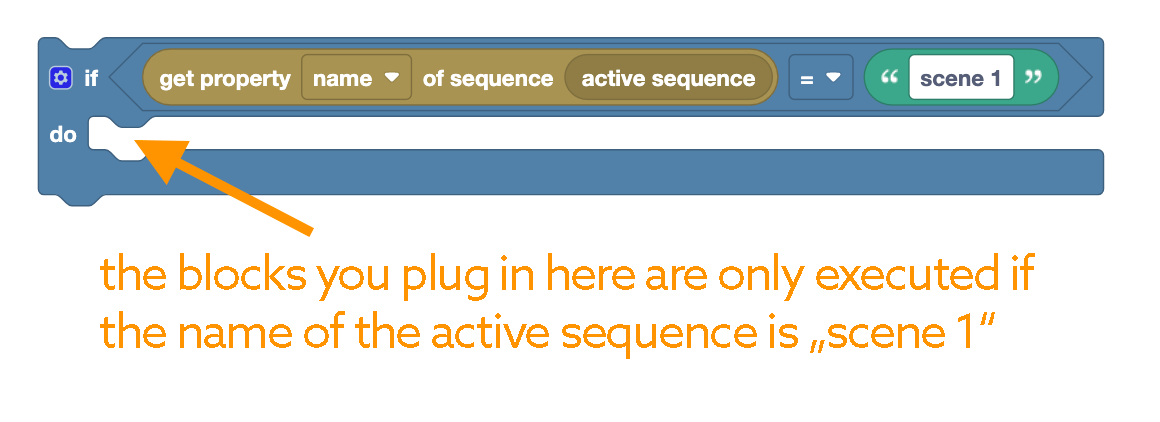 if get property name of sequence active sequence = “ scene 1 ”
do
the blocks you plug in here are only executed if
the name of the active sequence is „scene 1“